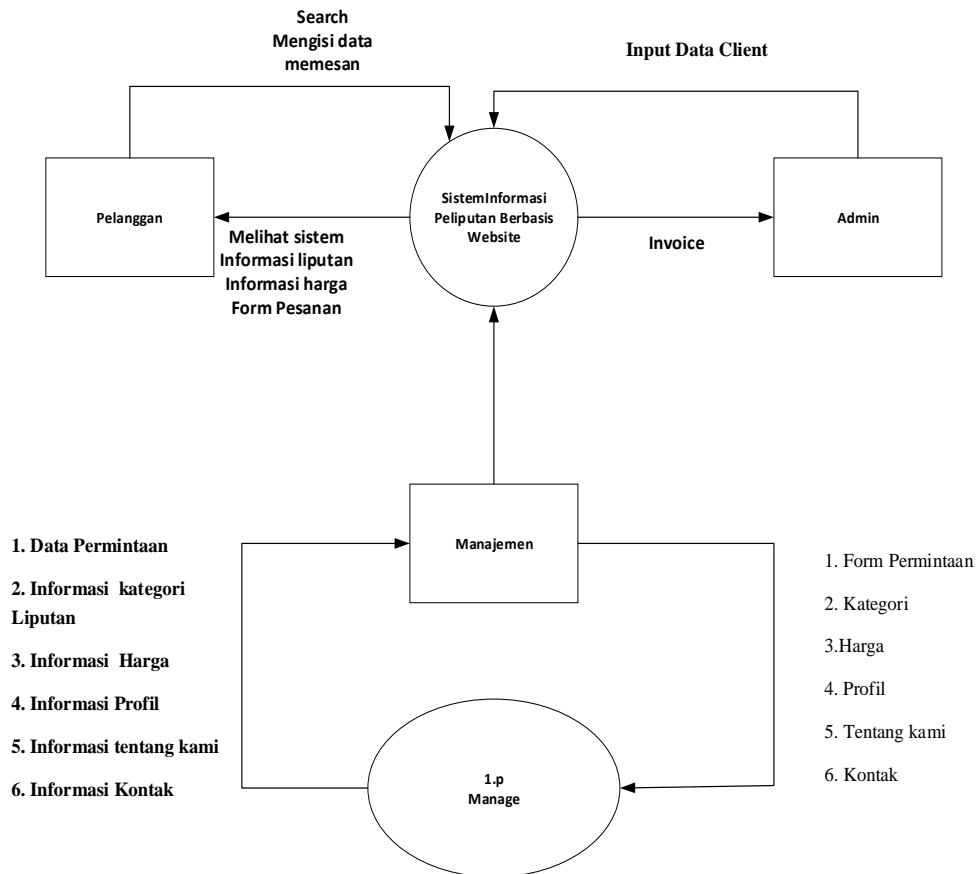 Search
Mengisi data
memesan
Input Data Client
Pelanggan
SistemInformasi
Peliputan Berbasis
Website
Admin
Melihat sistem
Informasi liputan
Informasi harga
Form Pesanan
Invoice
Manajemen
1. Data Permintaan
2. Informasi kategori
Liputan
3. Informasi Harga
4. Informasi Profil
5. Informasi tentang kami
6. Informasi Kontak
1. Form Permintaan
2. Kategori
3.Harga
4. Profil
5. Tentang kami
6. Kontak
1.p
Manage